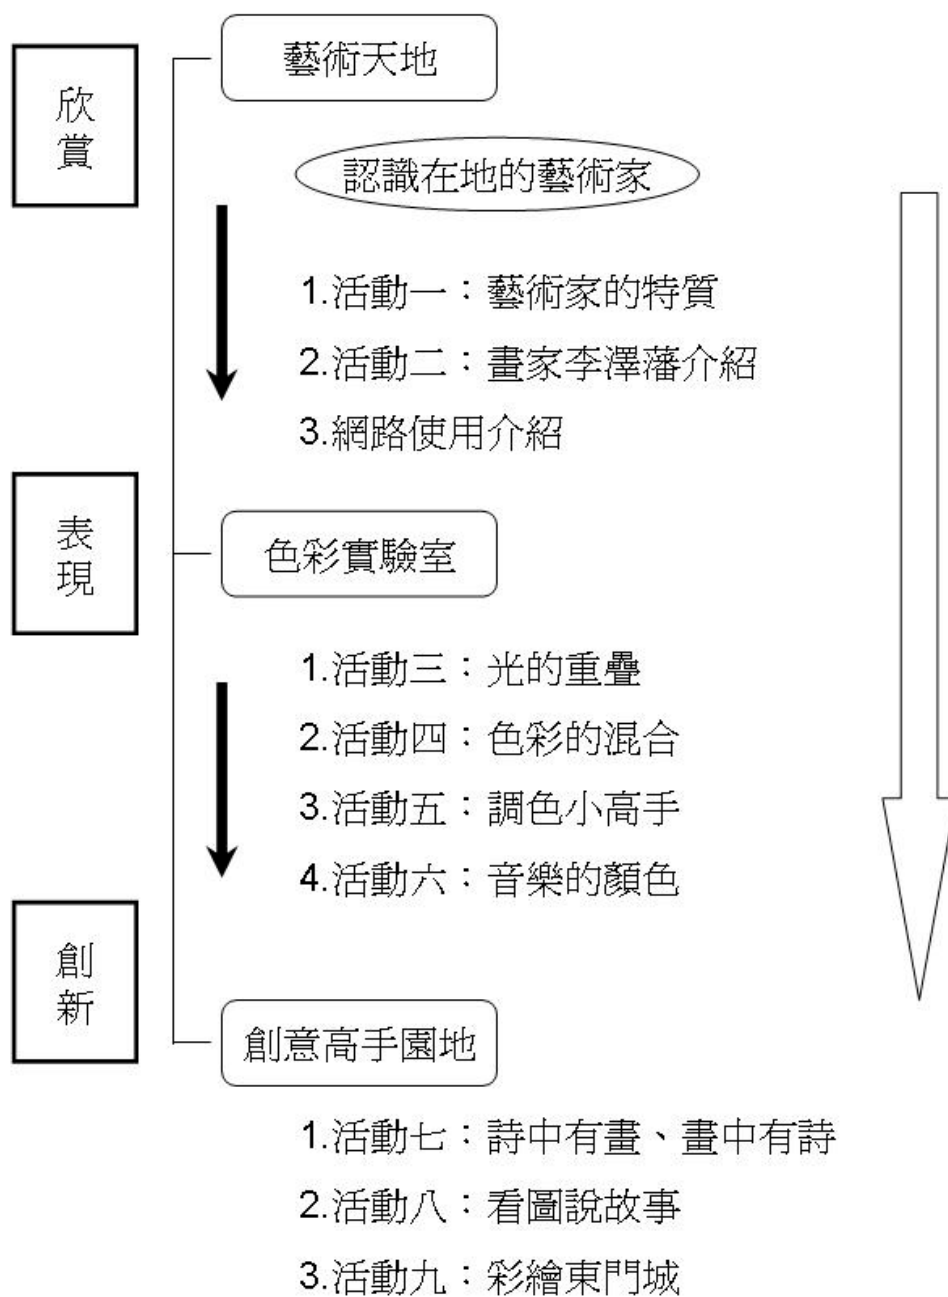 欣賞
藝術天地
認識在地的藝術家
1.活動一：藝術家的特質
2.活動二：畫家李澤藩介紹
3.網路使用介紹
表現
色彩實驗室
1.活動三：光的重疊
2.活動四：色彩的混合
3.活動五：調色小高手
4.活動六：音樂的顏色
創新
創意高手園地
1.活動七：詩中有畫、畫中有詩
2.活動八：看圖說故事
3.活動九：彩繪東門城